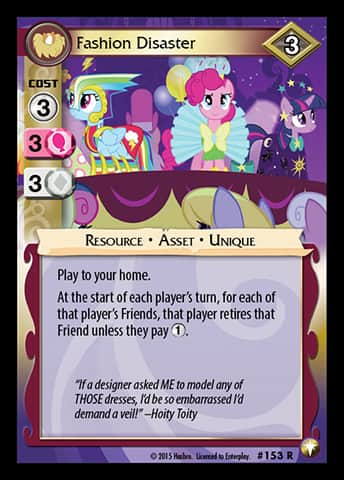 Fashion Disaster
3
COST
3
3
3
RESOURCE • ASSET • UNIQUE
Play to your home.
At the start of each player's turn, for each of
that player's Friends, that player retires that
Friend unless they pay 1.
"If a designer asked ME to model any of
THOSE dresses, I'd be so embarrassed I'd
demand a veil!" –Hoity Toity
© 2015 Hasbro. Licensed to Enterplay. #153 R